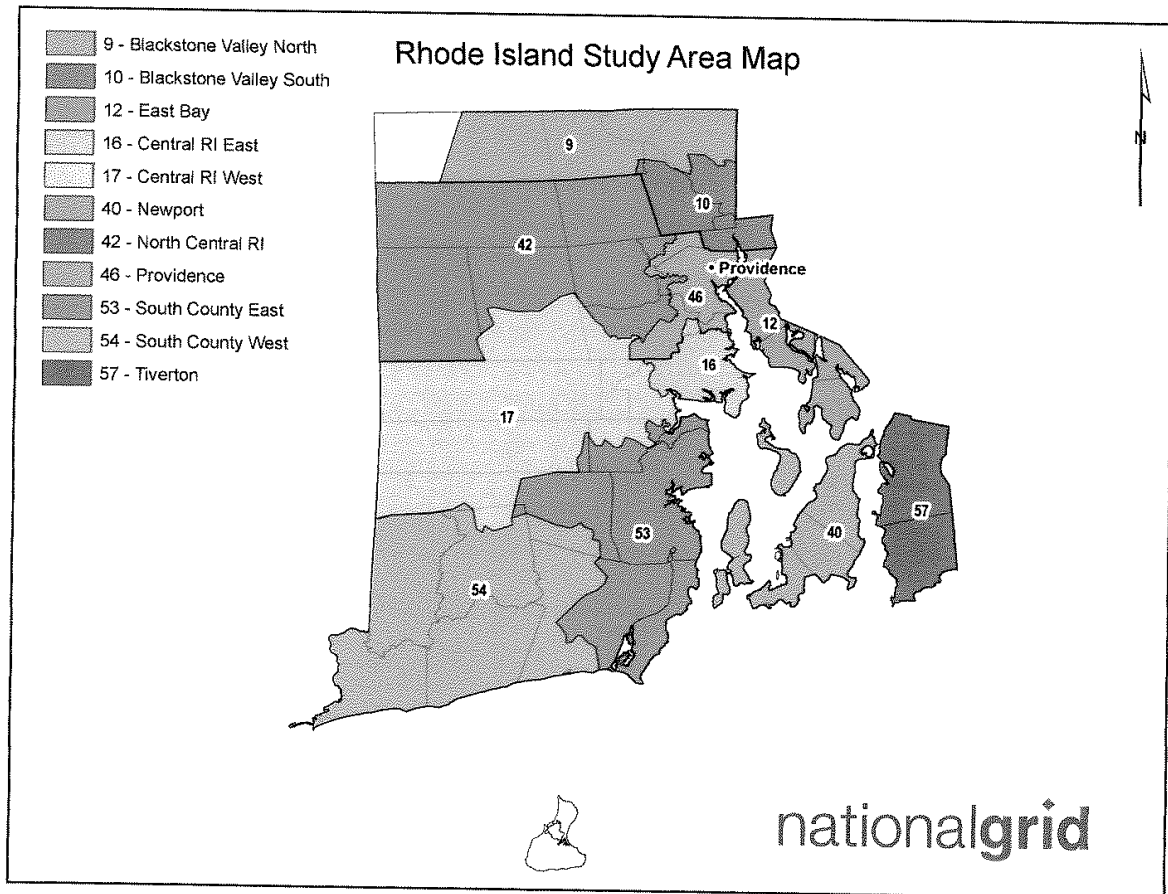 Rhode Island Study Area Map
9 - Blackstone Valley North
10 - Blackstone Valley South
12 - East Bay
16 - Central RI East
17 - Central RI West
40 - Newport
42 - North Central RI
46 - Providence
53 - South County East
54 - South County West
57 - Tiverton
N
9
10
42
• Providence
46
12
16
17
57
53
40
54
nationalgrid